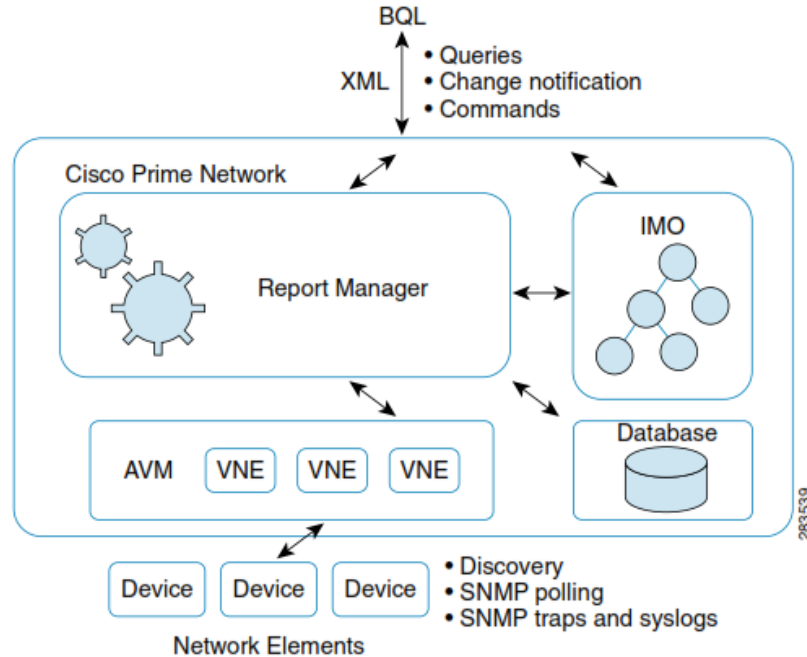 BQL
XML
• Queries
• Change notification
• Commands
Cisco Prime Network
Report Manager
IMO
AVM
VNE
VNE
VNE
Database
Device
Device
Device
• Discovery
• SNMP polling
• SNMP traps and syslogs
Network Elements
283539